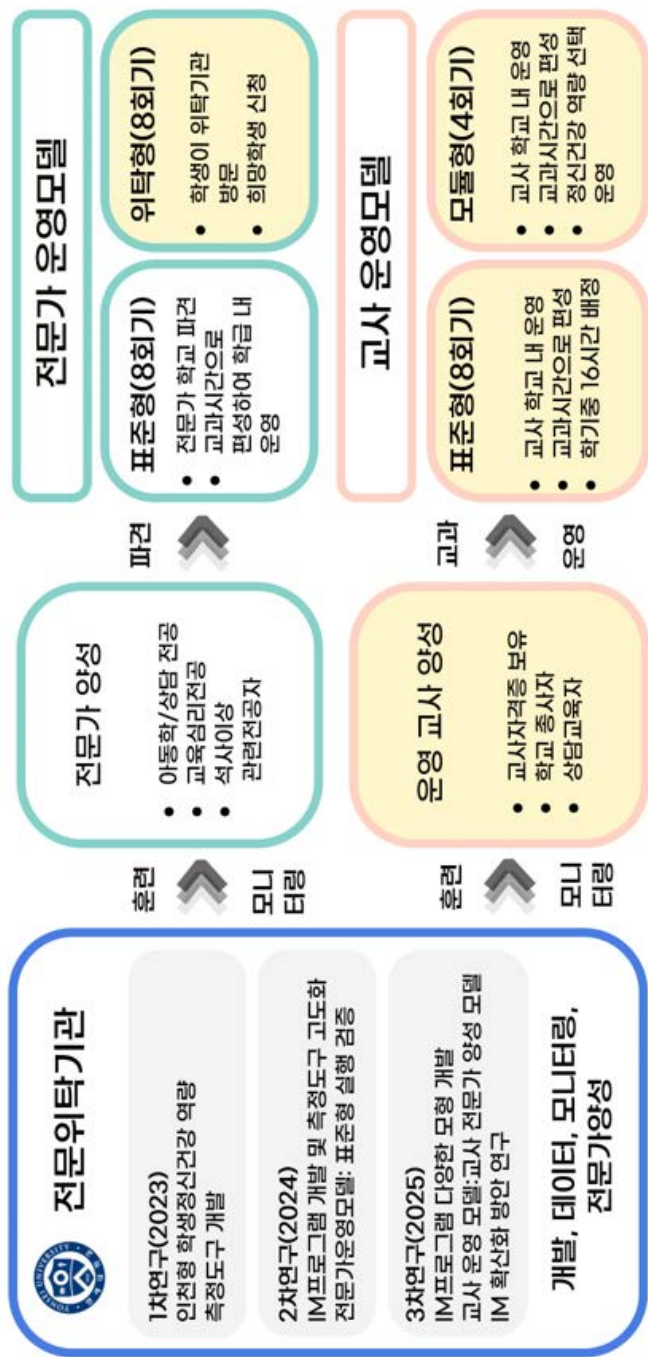 전문위탁기관
YONSEI UNIVERSITY
1차연구(2023)
인천형 학생정신건강 역량
측정도구 개발
2차연구(2024)
IM프로그램 개발 및 측정도구 고도화
전문가운영모델: 표준형 실행 검증
3차연구(2025)
IM프로그램 다양한 모형 개발
교사 운영 모델:교사 전문가 양성 모델
IM 확산화 방안 연구
개발, 데이터, 모니터링,
전문가양성
훈련
모니
터링
전문가 양성
• 아동학/상담 전공
• 교육심리전공
• 석사이상
관련전공자
파견
전문가 운영모델
표준형(8회기)
• 전문가 학교 파견
• 교과시간으로
편성하여 학급 내
운영
위탁형(8회기)
• 학생이 위탁기관
방문
• 희망학생 신청
훈련
모니
터링
운영 교사 양성
• 교사자격증 보유
• 학교 종사자
• 상담교육자
교과
운영
교사 운영모델
표준형(8회기)
• 교사 학교 내 운영
• 교과시간으로 편성
• 학기중 16시간 배정
모듈형(4회기)
• 교사 학교 내 운영
• 교과시간으로 편성
• 정신건강 역량 선택
운영